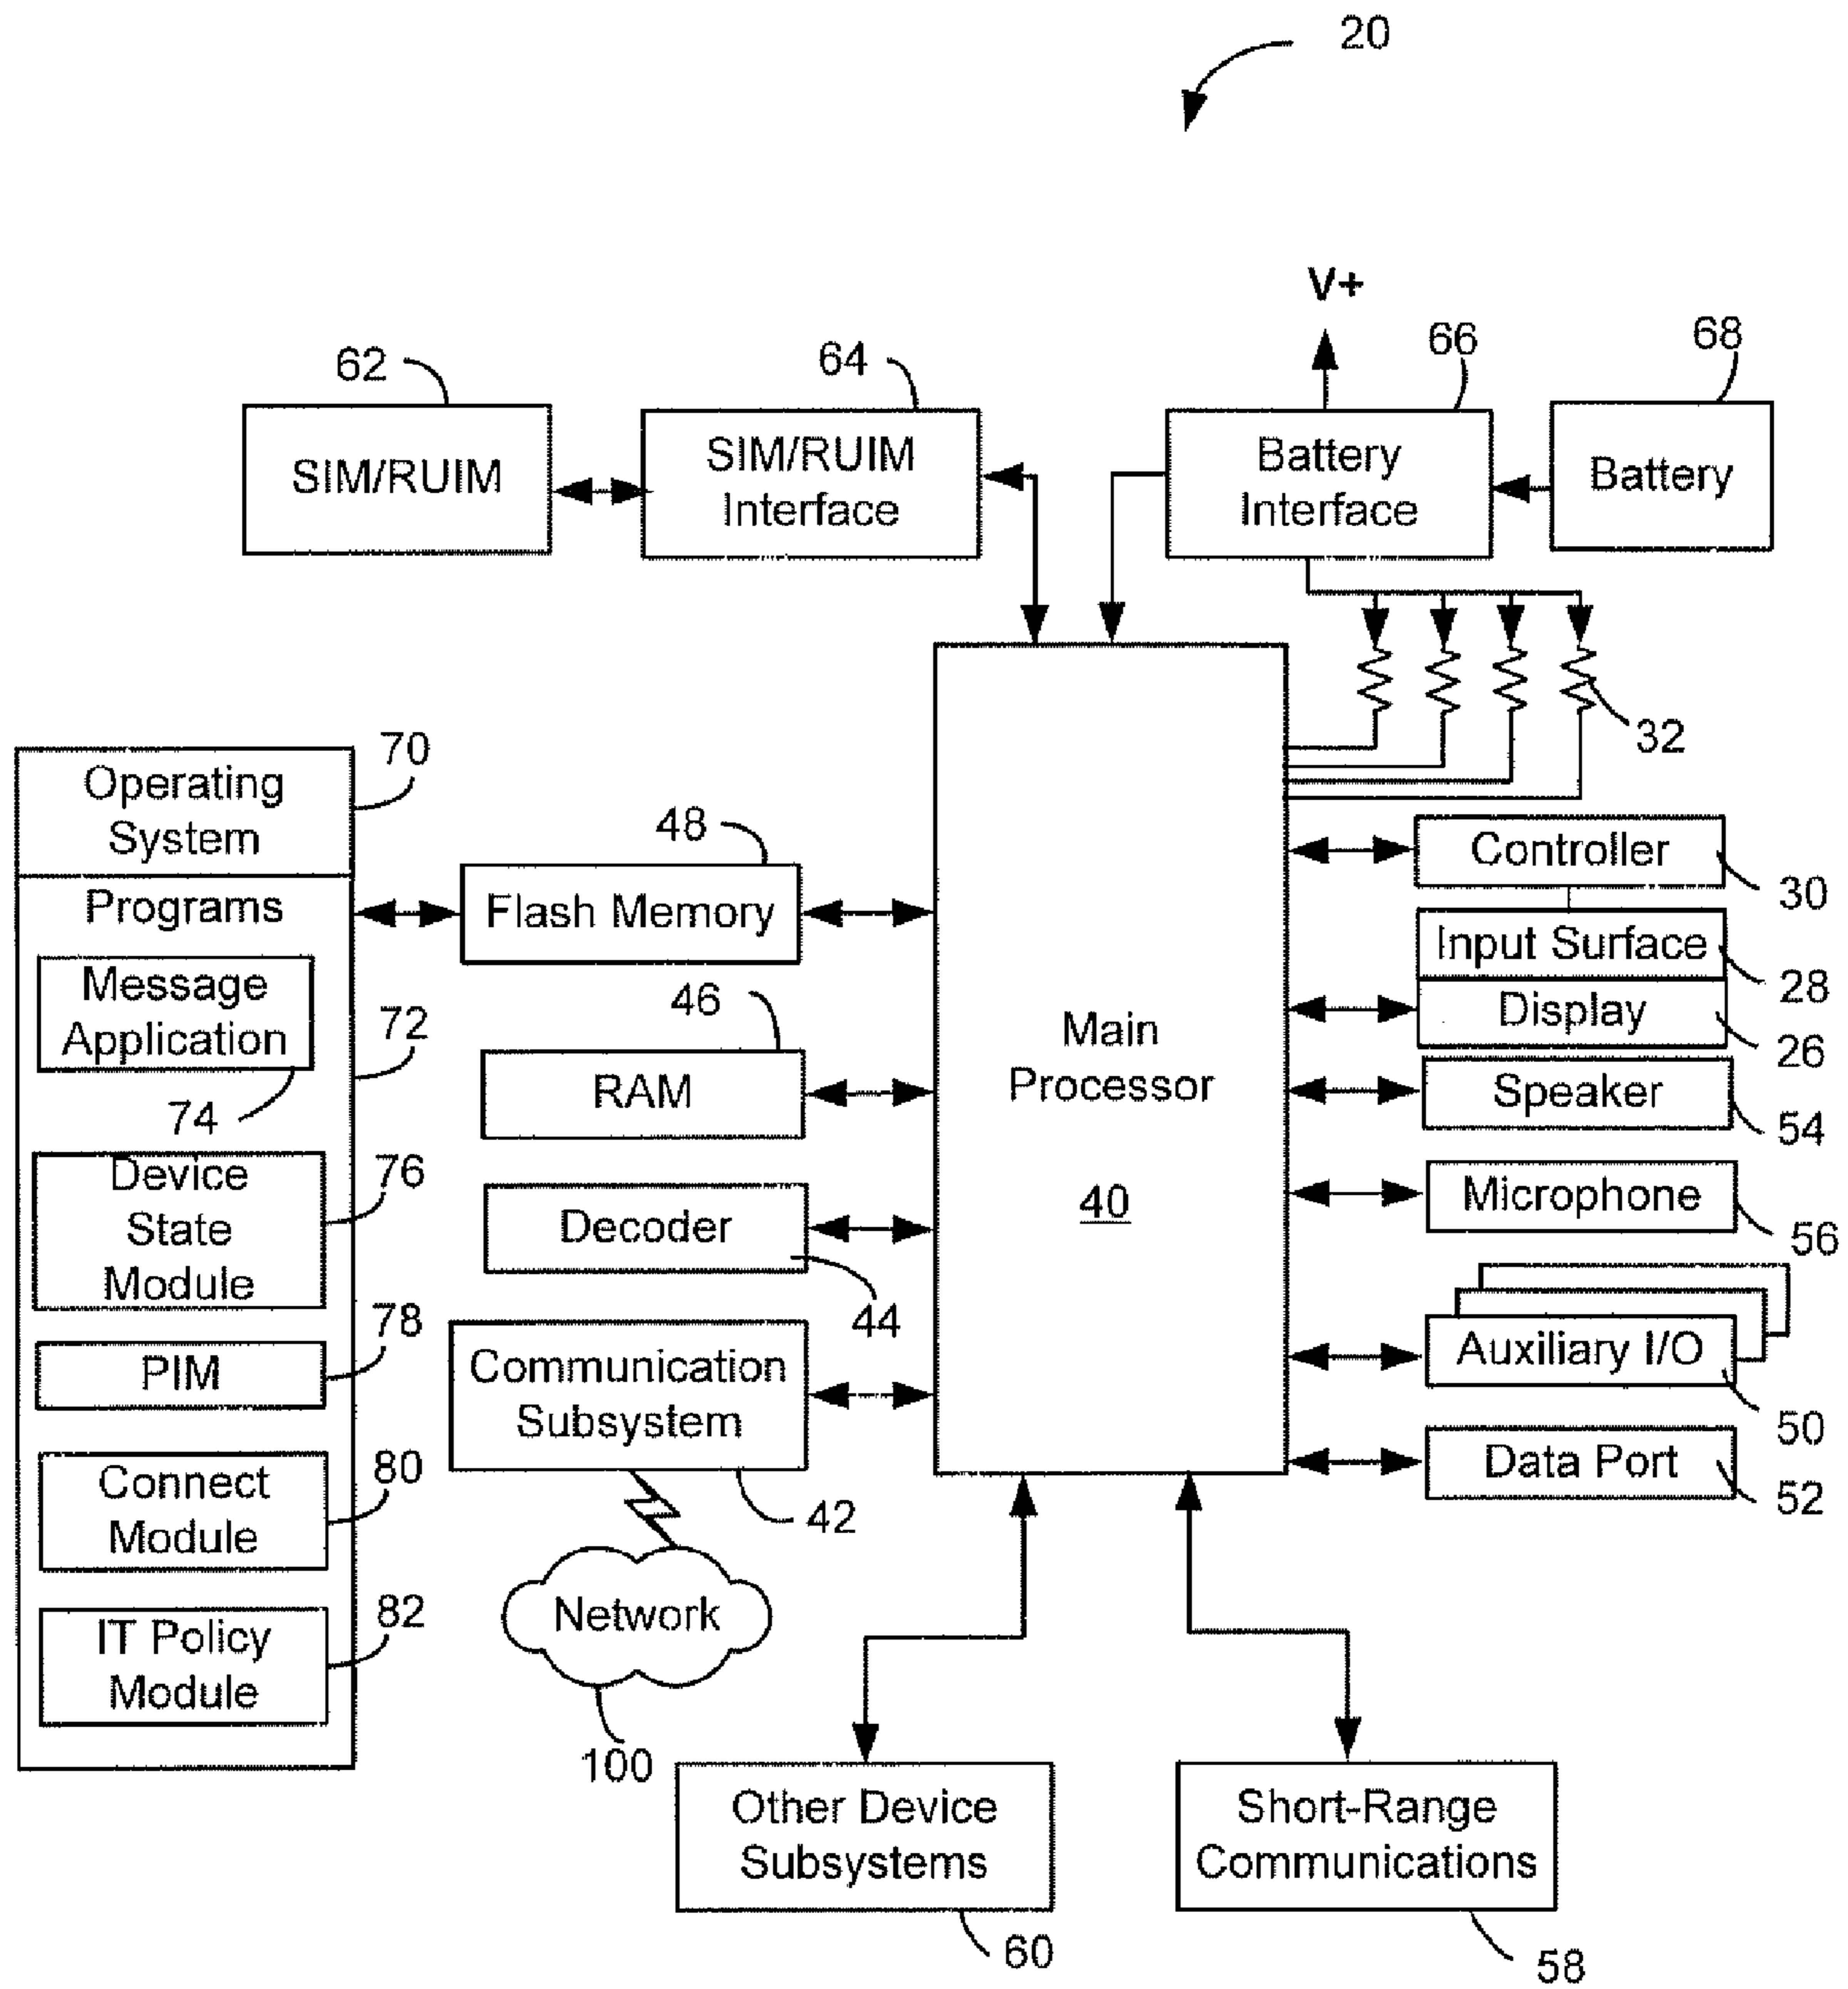 20
V+
62
64
66
68
SIM/RUIM
SIM/RUIM
Interface
Battery
Interface
Battery
32
70
Operating
System
48
Flash Memory
Controller
30
Programs
Input Surface
28
Message
Application
74
72
46
RAM
Main
Processor
40
Display
26
Speaker
54
Device
State
Module
76
Decoder
44
Microphone
56
78
PIM
Communication
Subsystem
42
Auxiliary I/O
50
Connect
Module
80
Data Port
52
Network
100
IT Policy
Module
82
Other Device
Subsystems
60
Short-Range
Communications
58